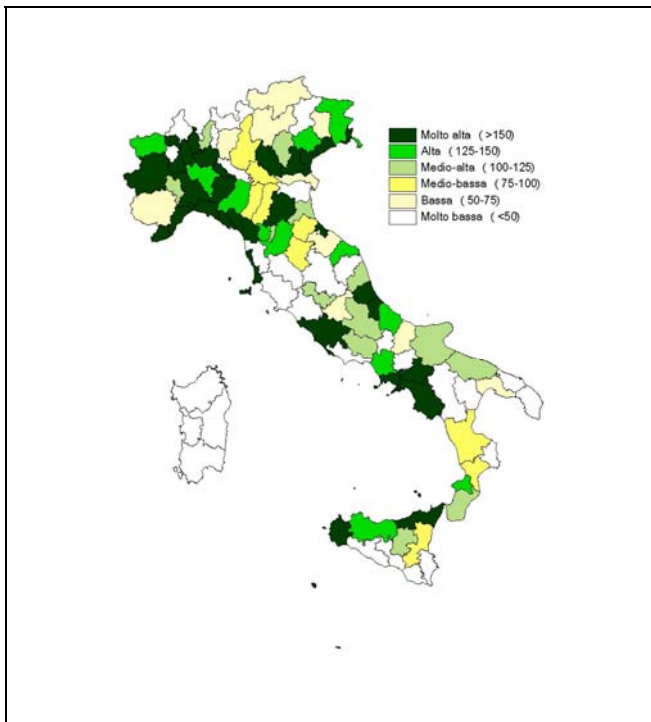 Molto alta (>150)
Alta (125-150)
Medio-alta (100-125)
Medio-bassa (75-100)
Bassa (50-75)
Molto bassa (<50)